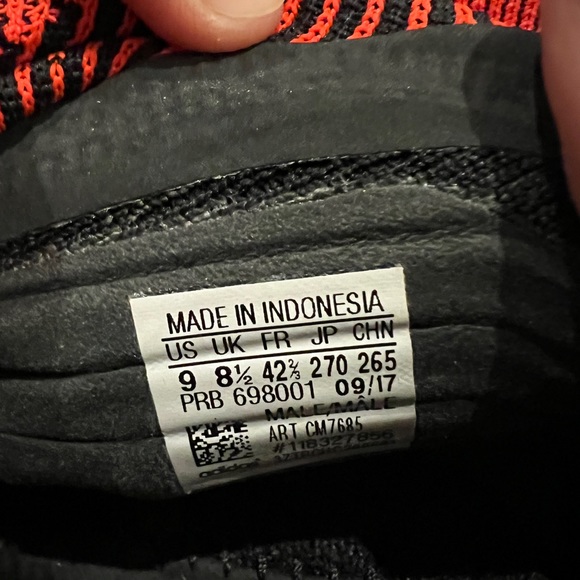 MADE IN INDONESIA
US UK FR JP CHN
9 8½ 42⅔ 270 265
PRB 698001 09/17
MALE/MÂLE
ART CM7685
adidas